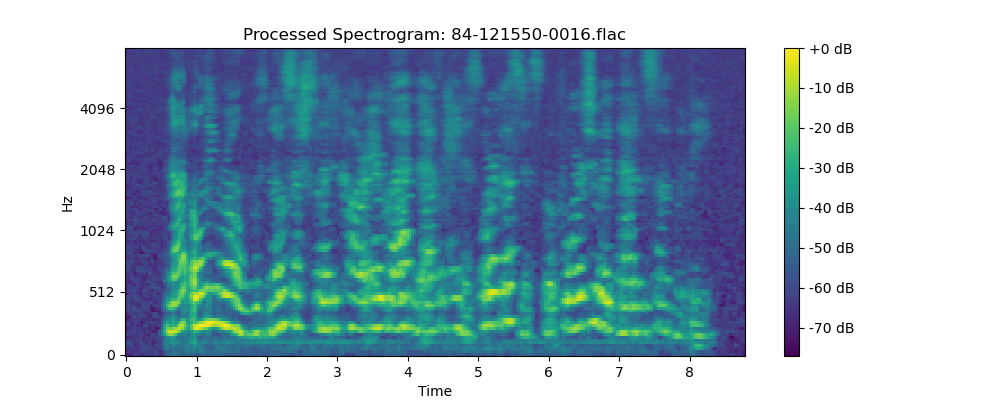 Processed Spectrogram: 84-121550-0016.flac
Hz
4096
2048
1024
512
0
0 1 2 3 4 5 6 7 8
Time
+0 dB
-10 dB
-20 dB
-30 dB
-40 dB
-50 dB
-60 dB
-70 dB